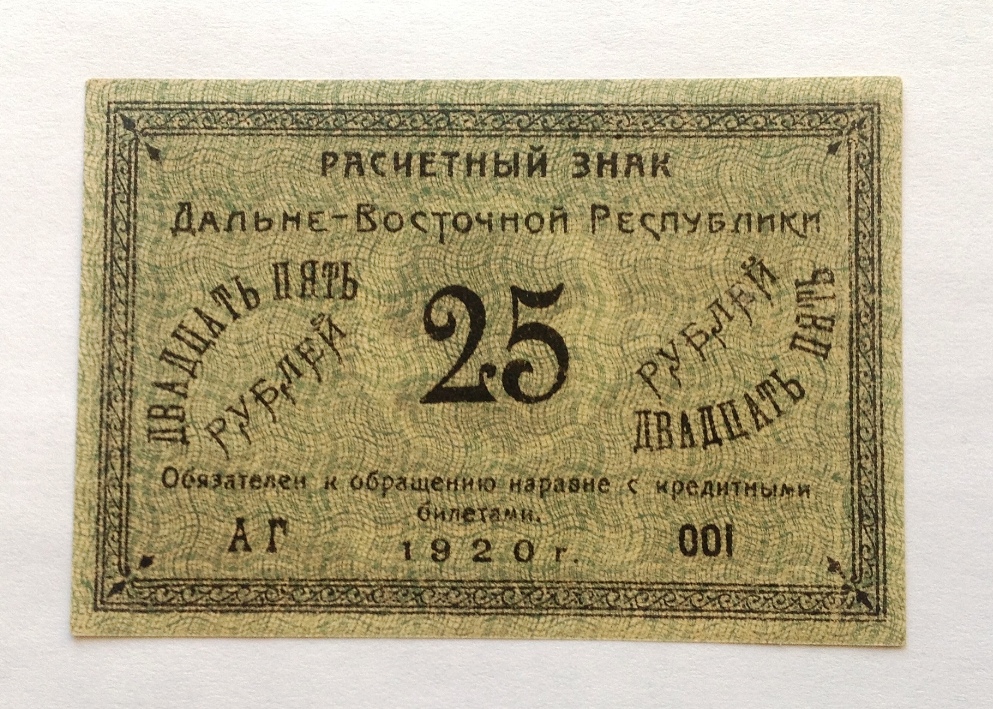 РАСЧЕТНЫЙ ЗНАК
ДАЛЬНЕ-ВОСТОЧНОЙ РЕСПУБЛИКИ
ДВАДЦАТЬ ПЯТЬ
РУБЛЕЙ
25
РУБЛЕЙ
ДВАДЦАТЬ ПЯТЬ
Обязателен к обращению наравне с кредитными
билетами.
АГ
1920 г.
001